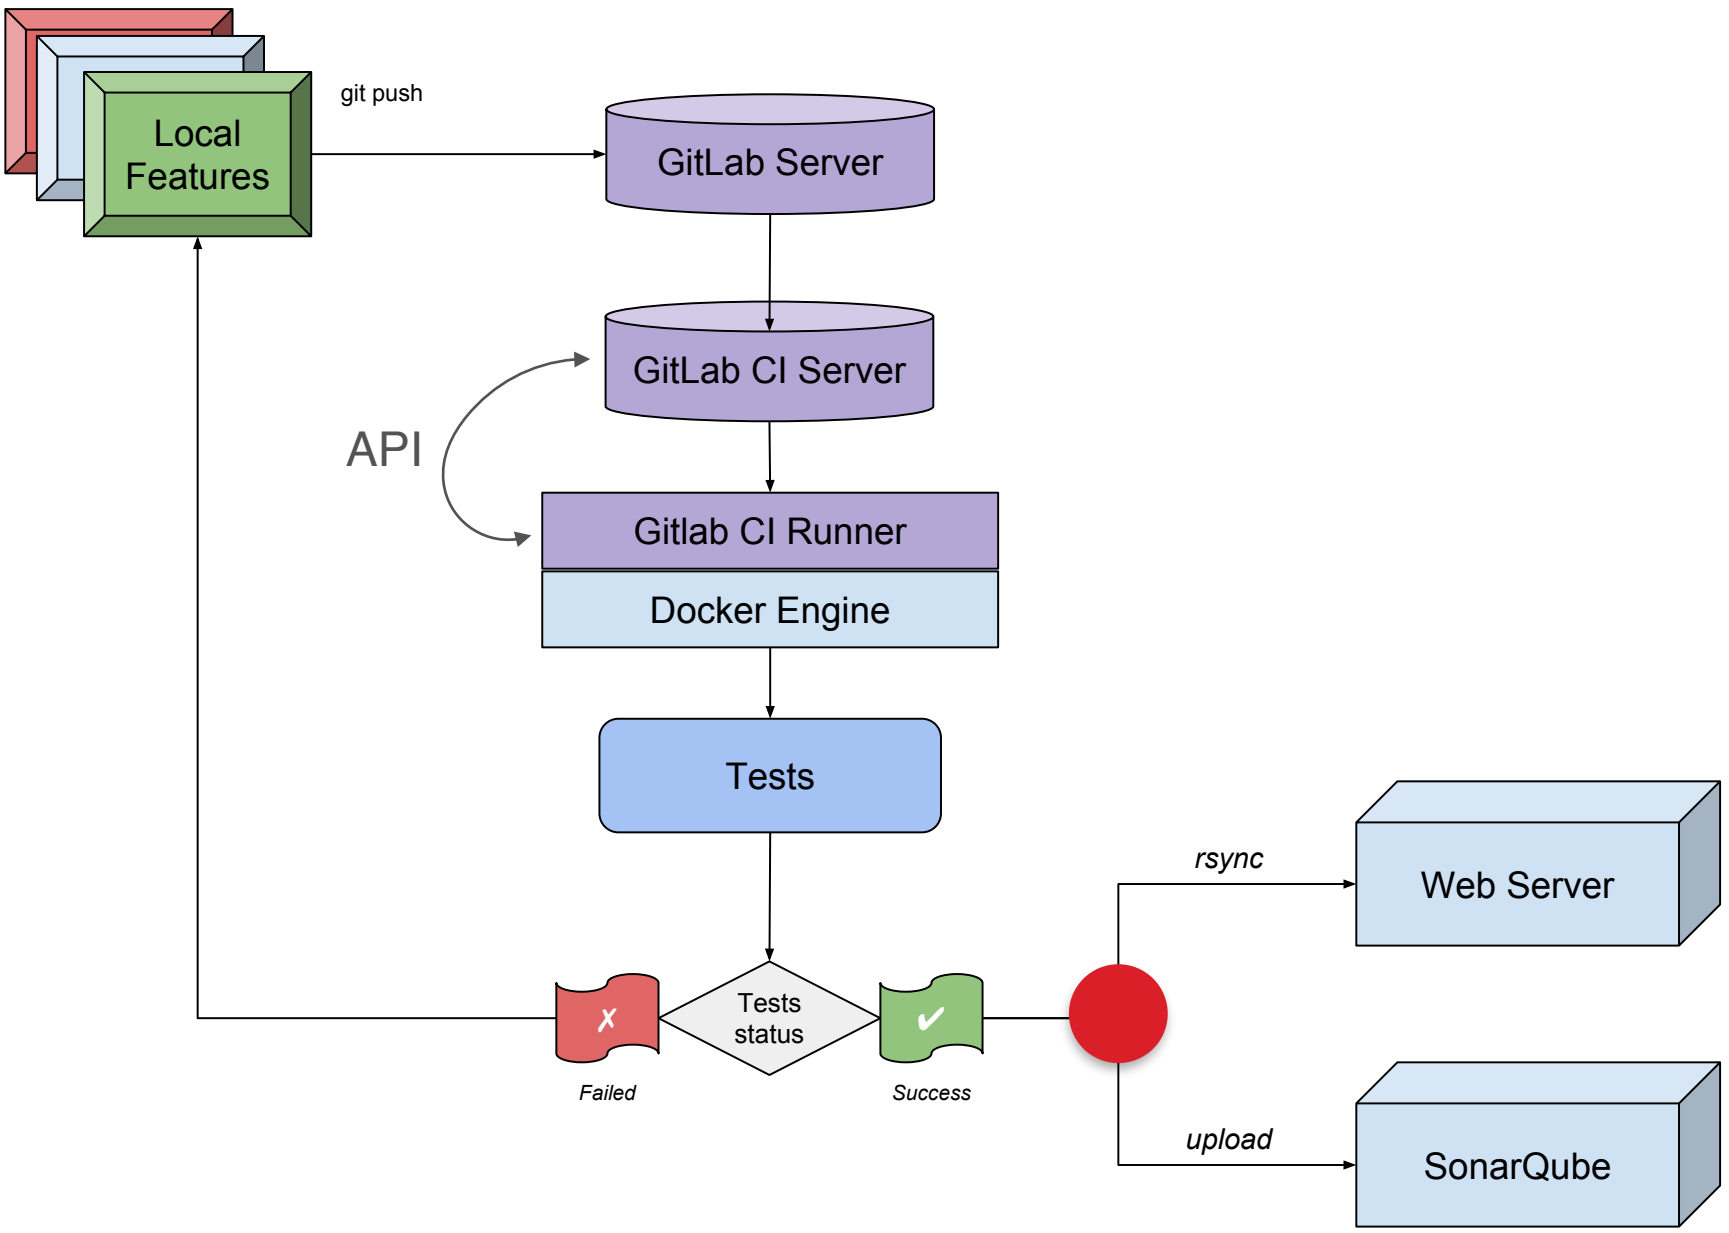 git push
Local
Features
GitLab Server
GitLab CI Server
API
Gitlab CI Runner
Docker Engine
Tests
rsync
Web Server
Tests
status
✗
✔
Failed
Success
upload
SonarQube